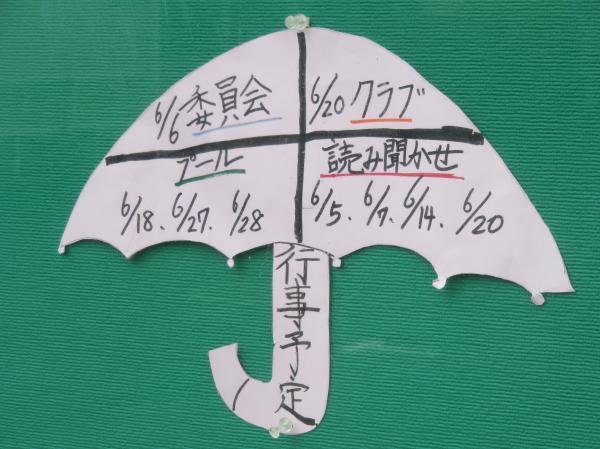 6/6 委員会
6/20 クラブ
プール
6/18、6/27、6/28
読み聞かせ
6/5、6/7、6/14、6/20
行事予定